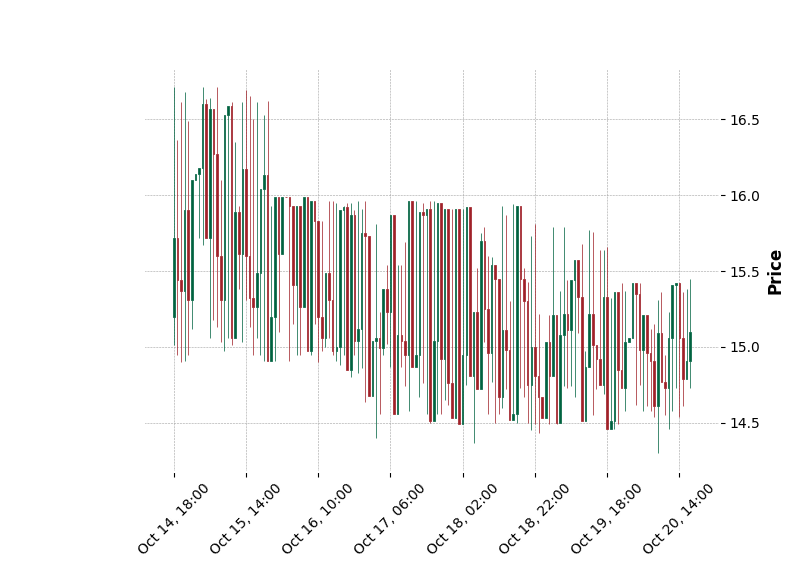 16.5
16.0
15.5
15.0
14.5
Price
Oct 14, 18:00
Oct 15, 14:00
Oct 16, 10:00
Oct 17, 06:00
Oct 18, 02:00
Oct 18, 22:00
Oct 19, 18:00
Oct 20, 14:00